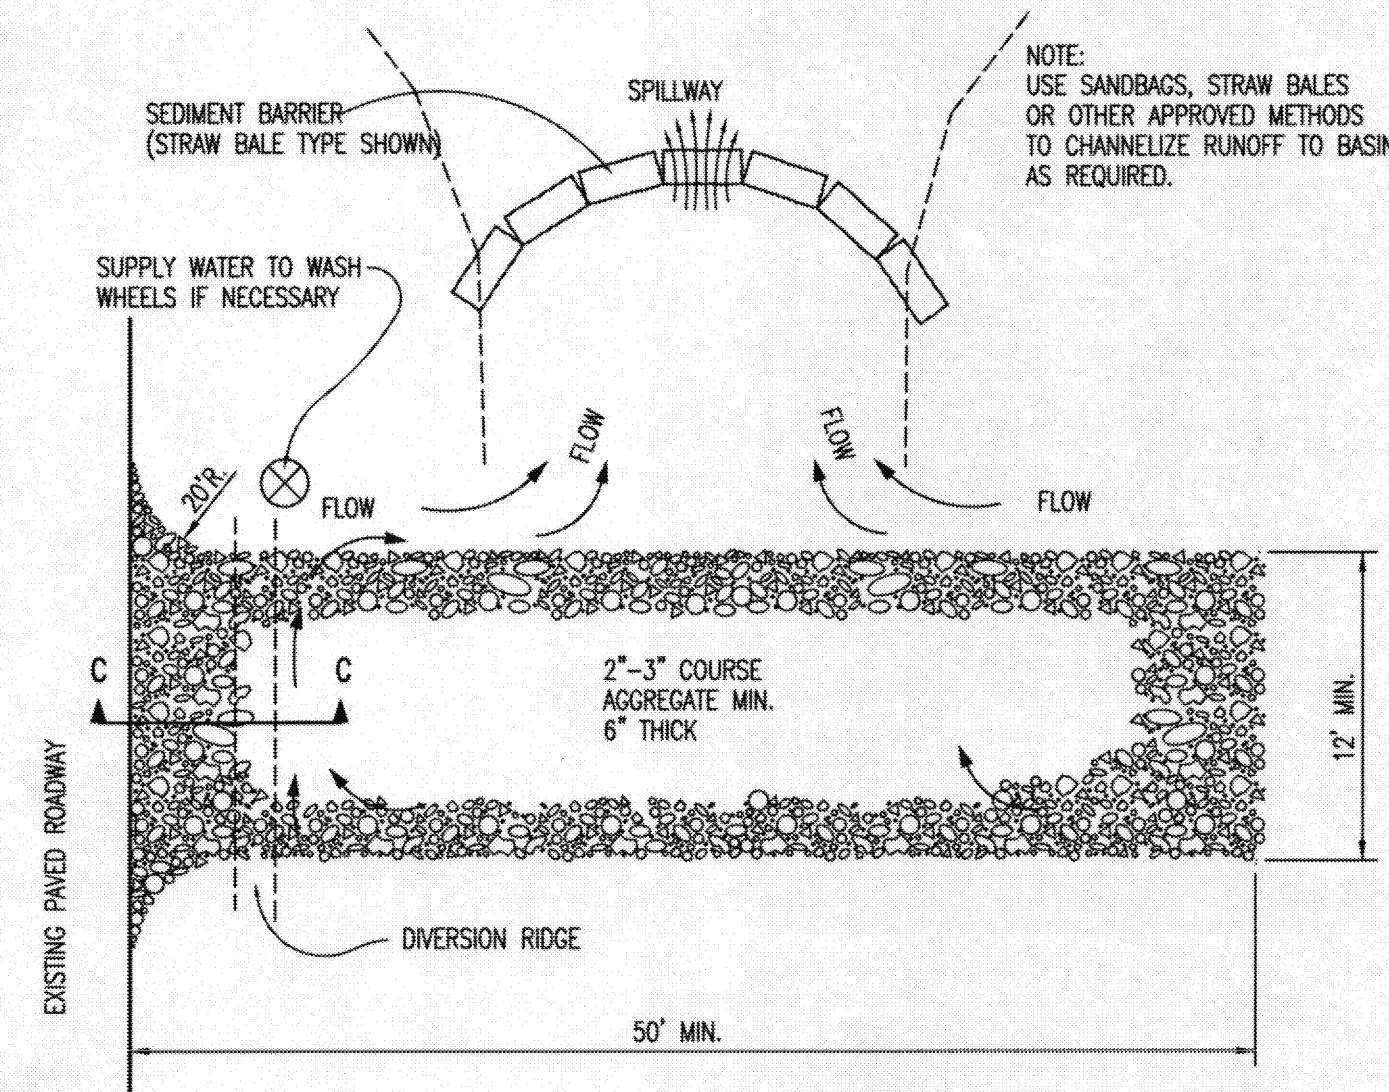 NOTE:
USE SANDBAGS, STRAW BALES
OR OTHER APPROVED METHODS
TO CHANNELIZE RUNOFF TO BASIN
AS REQUIRED.
SPILLWAY
SEDIMENT BARRIER
(STRAW BALE TYPE SHOWN)
SUPPLY WATER TO WASH
WHEELS IF NECESSARY
20'R.
FLOW
FLOW
FLOW
FLOW
C
C
2"-3" COURSE
AGGREGATE MIN.
6" THICK
12' MIN.
EXISTING PAVED ROADWAY
DIVERSION RIDGE
50' MIN.